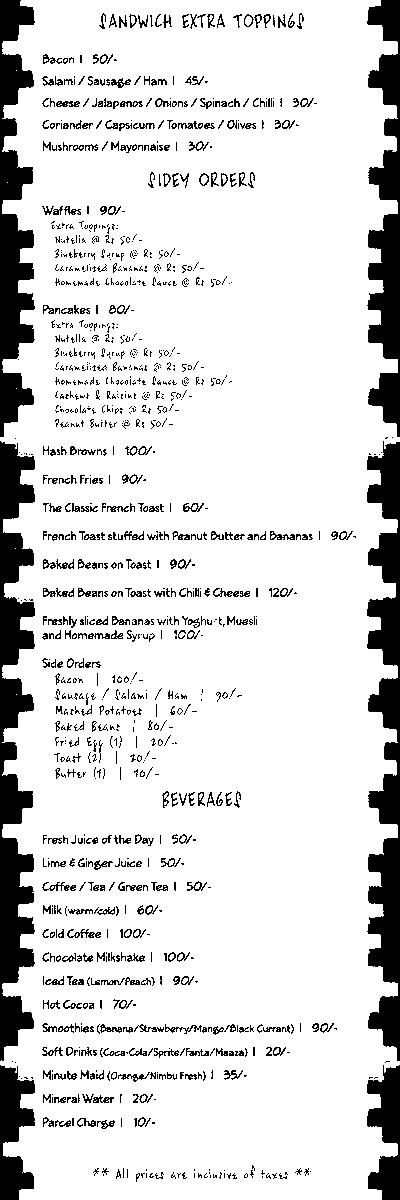 SANDWICH EXTRA TOPPINGS
Bacon | 50/-
Salami / Sausage / Ham | 45/-
Cheese / Jalapenos / Onions / Spinach / Chilli | 30/-
Coriander / Capsicum / Tomatoes / Olives | 30/-
Mushrooms / Mayonnaise | 30/-
SIDEY ORDERS
Waffles | 90/-
Extra Toppings:
Nutella @ Rs 50/-
Blueberry Syrup @ Rs 50/-
Caramelised Bananas @ Rs 50/-
Homemade Chocolate Sauce @ Rs 50/-
Pancakes | 80/-
Extra Toppings:
Nutella @ Rs 50/-
Blueberry Syrup @ Rs 50/-
Caramelised Bananas @ Rs 50/-
Homemade Chocolate Sauce @ Rs 50/-
Cashews & Raisins @ Rs 50/-
Chocolate Chips @ Rs 50/-
Peanut Butter @ Rs 50/-
Hash Browns | 100/-
French Fries | 90/-
The Classic French Toast | 60/-
French Toast stuffed with Peanut Butter and Bananas | 90/-
Baked Beans on Toast | 90/-
Baked Beans on Toast with Chilli & Cheese | 120/-
Freshly sliced Bananas with Yoghurt, Muesli
and Homemade Syrup | 100/-
Side Orders
Bacon | 100/-
Sausage / Salami / Ham | 90/-
Mashed Potatoes | 60/-
Baked Beans | 80/-
Fried Egg (1) | 20/-
Toast (2) | 20/-
Butter (1) | 10/-
BEVERAGES
Fresh Juice of the Day | 50/-
Lime & Ginger Juice | 50/-
Coffee / Tea / Green Tea | 50/-
Milk (warm/cold) | 60/-
Cold Coffee | 100/-
Chocolate Milkshake | 100/-
Iced Tea (Lemon/Peach) | 90/-
Hot Cocoa | 70/-
Smoothies (Banana/Strawberry/Mango/Black Currant) | 90/-
Soft Drinks (Coca-Cola/Sprite/Fanta/Maaza) | 20/-
Minute Maid (Orange/Nimbu Fresh) | 35/-
Mineral Water | 20/-
Parcel Charge | 10/-
** All prices are inclusive of taxes **